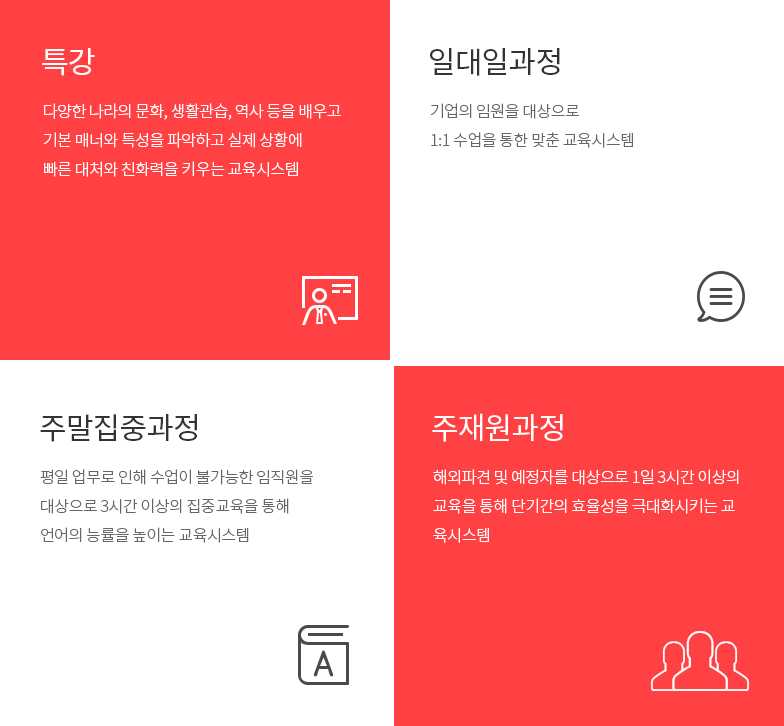 특강
다양한 나라의 문화, 생활관습, 역사 등을 배우고
기본 매너와 특성을 파악하고 실제 상황에
빠른 대처와 친화력을 키우는 교육시스템
일대일과정
기업의 임원을 대상으로
1:1 수업을 통한 맞춘 교육시스템
주말집중과정
평일 업무로 인해 수업이 불가능한 임직원을
대상으로 3시간 이상의 집중교육을 통해
언어의 능률을 높이는 교육시스템
A
주재원과정
해외파견 및 예정자를 대상으로 1일 3시간 이상의
교육을 통해 단기간의 효율성을 극대화시키는 교
육시스템